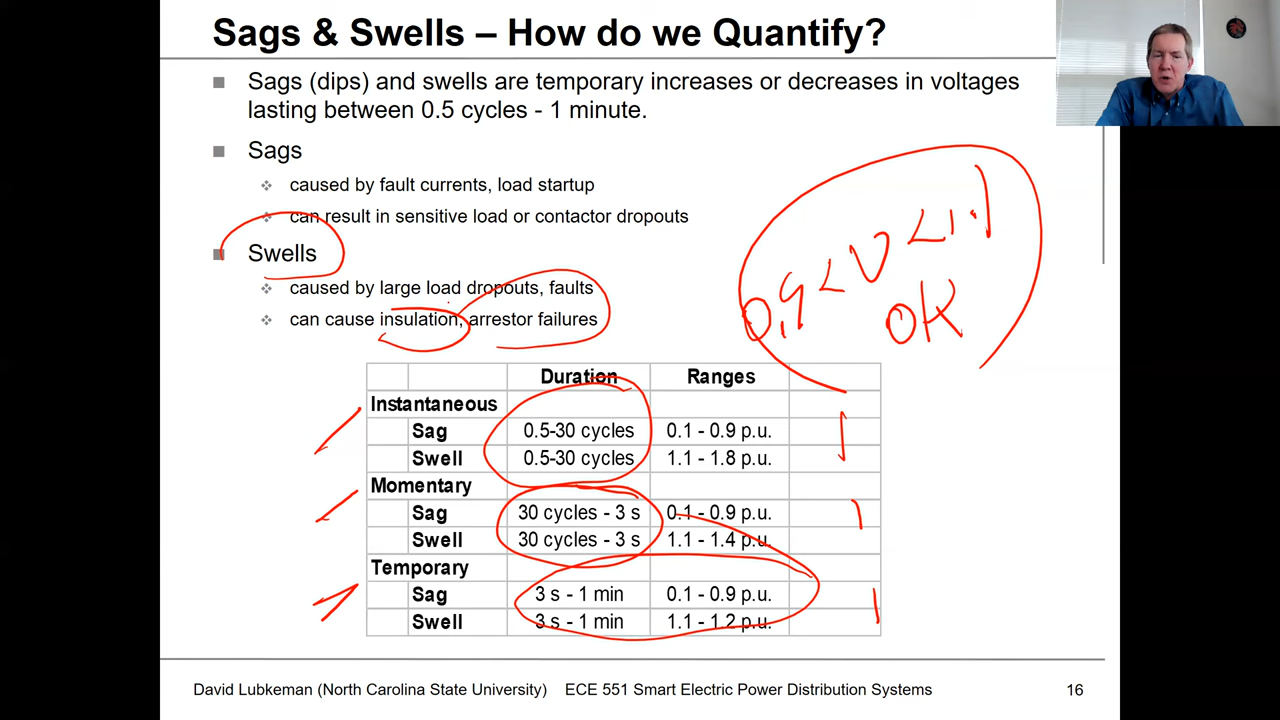 Sags & Swells – How do we Quantify?
Sags (dips) and swells are temporary increases or decreases in voltages
lasting between 0.5 cycles - 1 minute.
Sags
caused by fault currents, load startup
can result in sensitive load or contactor dropouts
Swells
caused by large load dropouts, faults
can cause insulation, arrestor failures
0.9 < V < 1.1
OK
Duration Ranges
Instantaneous
Sag 0.5-30 cycles 0.1 - 0.9 p.u.
Swell 0.5-30 cycles 1.1 - 1.8 p.u.
Momentary
Sag 30 cycles - 3 s 0.1 - 0.9 p.u.
Swell 30 cycles - 3 s 1.1 - 1.4 p.u.
Temporary
Sag 3 s - 1 min 0.1 - 0.9 p.u.
Swell 3 s - 1 min 1.1 - 1.2 p.u.
David Lubkeman (North Carolina State University) ECE 551 Smart Electric Power Distribution Systems 16